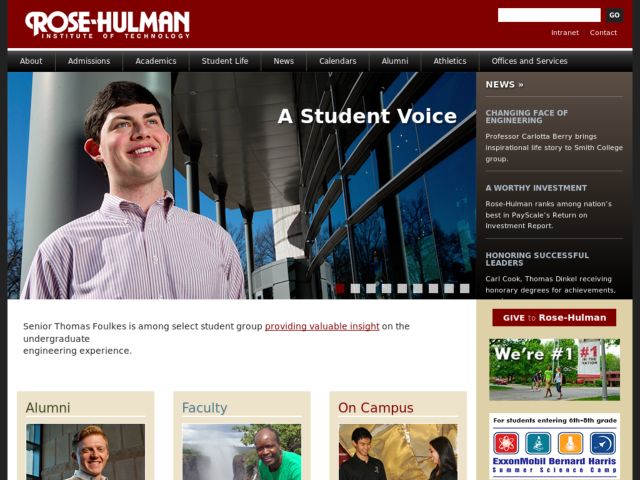 ROSE-HULMAN
INSTITUTE OF TECHNOLOGY
GO
Intranet
Contact
About
Admissions
Academics
Student Life
News
Calendars
Alumni
Athletics
Offices and Services
A Student Voice
NEWS »
CHANGING FACE OF
ENGINEERING
Professor Carlotta Berry brings
inspirational life story to Smith College
group.
A WORTHY INVESTMENT
Rose-Hulman ranks among nation's
best in PayScale's Return on
Investment Report.
HONORING SUCCESSFUL
LEADERS
Carl Cook, Thomas Dinkel receiving
honorary degrees for achievements,
Senior Thomas Foulkes is among select student group providing valuable insight on the
undergraduate
engineering experience.
GIVE to Rose-Hulman
We're #1
#1
IN THE
NATION
Alumni
Faculty
On Campus
For students entering 6th-8th grade
ExxonMobil Bernard Harris
Summer Science Camp